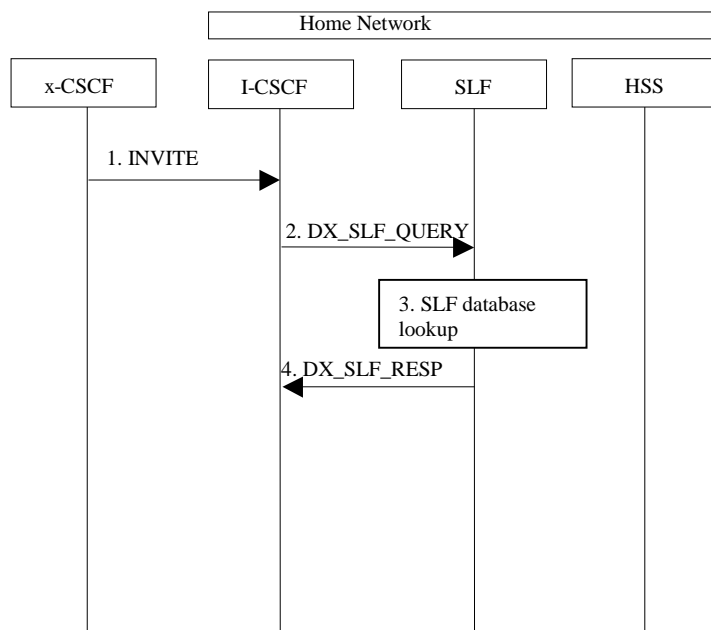 Home Network
x-CSCF
I-CSCF
SLF
HSS
1. INVITE
2. DX_SLF_QUERY
3. SLF database
lookup
4. DX_SLF_RESP